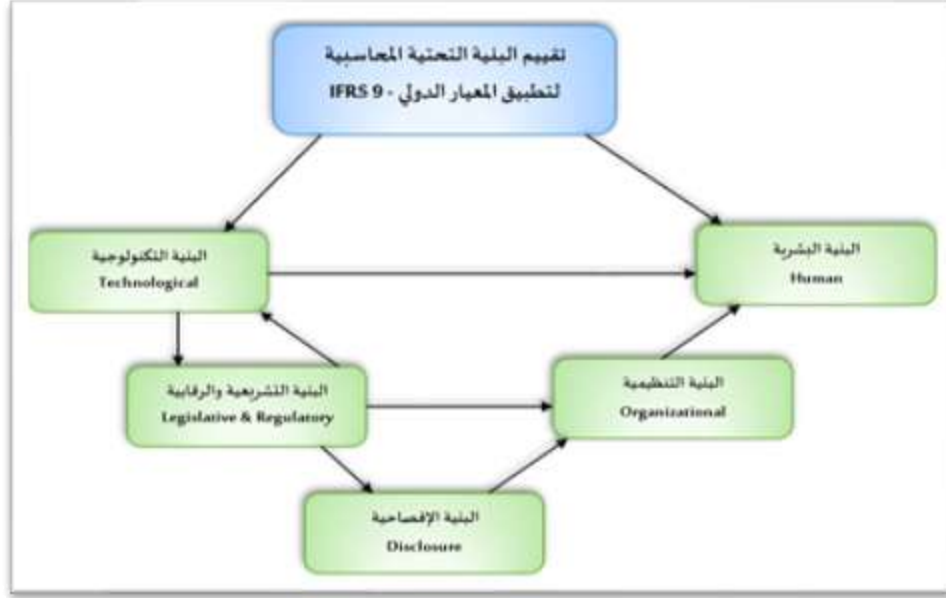 تقييم البنية التحتية المحاسبية
لتطبيق المعيار الدولي - IFRS 9
البنية التكنولوجية
Technological
البنية البشرية
Human
البنية التشريعية والرقابية
Legislative & Regulatory
البنية التنظيمية
Organizational
البنية الإفصاحية
Disclosure